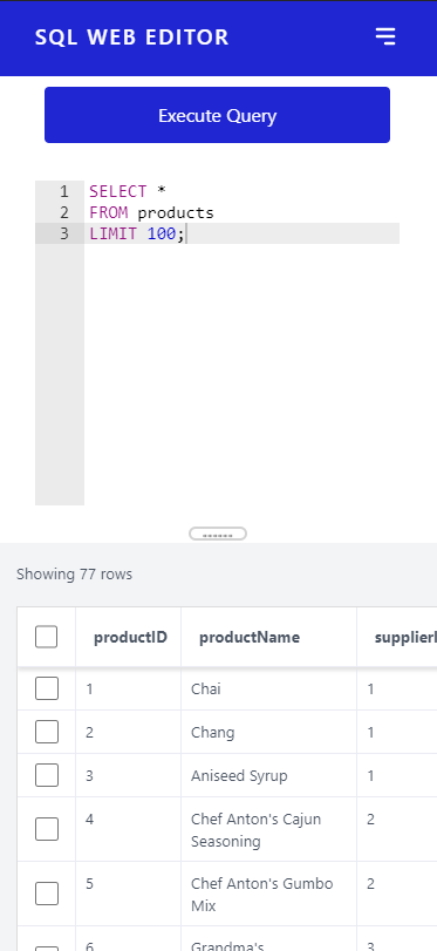 SQL WEB EDITOR
Execute Query
1 SELECT *
2 FROM products
3 LIMIT 100;
Showing 77 rows
productID productName supplierI
1 Chai 1
2 Chang 1
3 Aniseed Syrup 1
4 Chef Anton's Cajun 2
Seasoning
5 Chef Anton's Gumbo 2
Mix
6 Grandma's 3